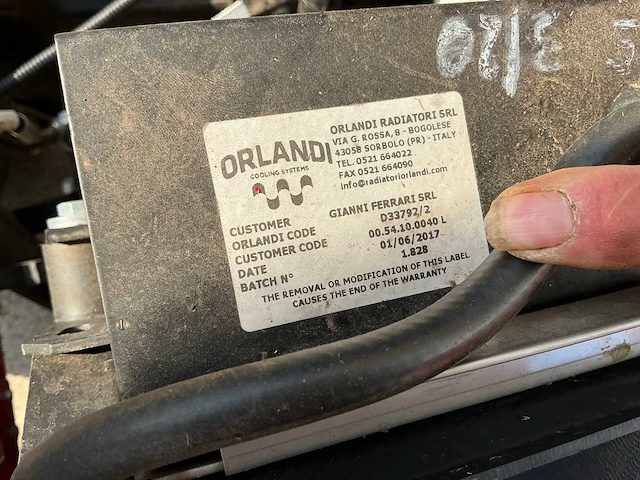 3/20
ORLANDI
COOLING SYSTEMS
ORLANDI RADIATORI SRL
VIA G. ROSSA, 8 - BOGOLESE
43058 SORBOLO (PR) - ITALY
TEL. 0521 664022
FAX 0521 664090
info@radiatoriorlandi.com
CUSTOMER GIANNI FERRARI SRL
ORLANDI CODE D33792/2
CUSTOMER CODE 00.54.10.0040 L
DATE 01/06/2017
BATCH N° 1.828
THE REMOVAL OR MODIFICATION OF THIS LABEL
CAUSES THE END OF THE WARRANTY